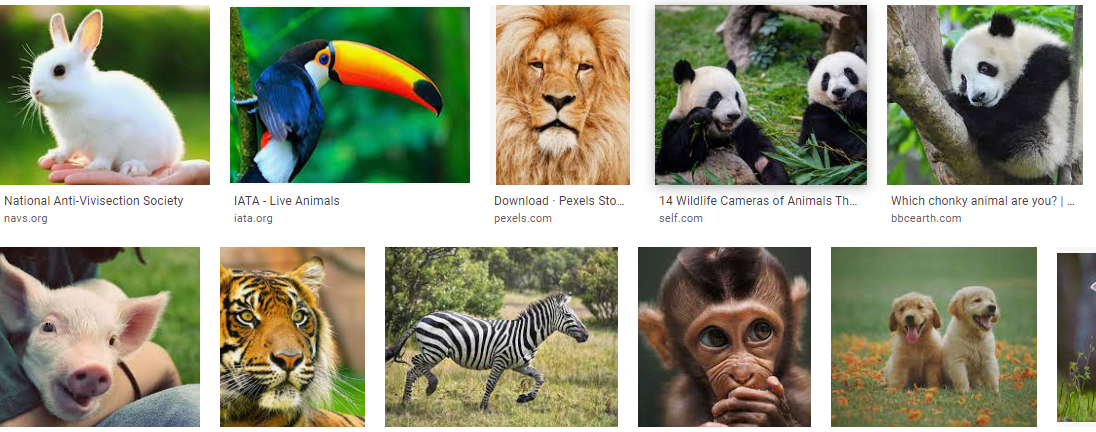 National Anti-Vivisection Society
navs.org
IATA - Live Animals
iata.org
Download · Pexels Sto...
pexels.com
14 Wildlife Cameras of Animals Th...
self.com
Which chonky animal are you? | ...
bbcearth.com